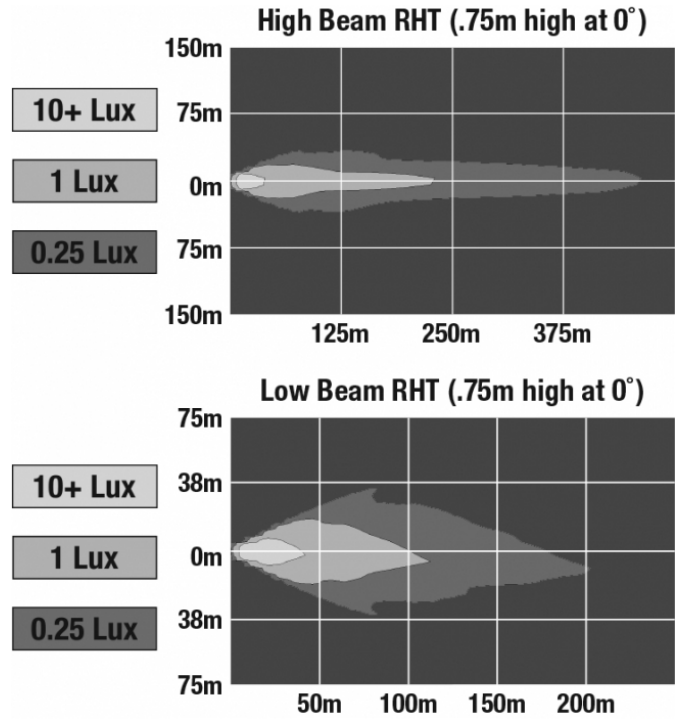 High Beam RHT (.75m high at 0˚)
150m
10+ Lux
75m
1 Lux
0m
0.25 Lux
75m
150m
125m 250m 375m
Low Beam RHT (.75m high at 0˚)
75m
10+ Lux
38m
1 Lux
0m
0.25 Lux
38m
75m
50m 100m 150m 200m